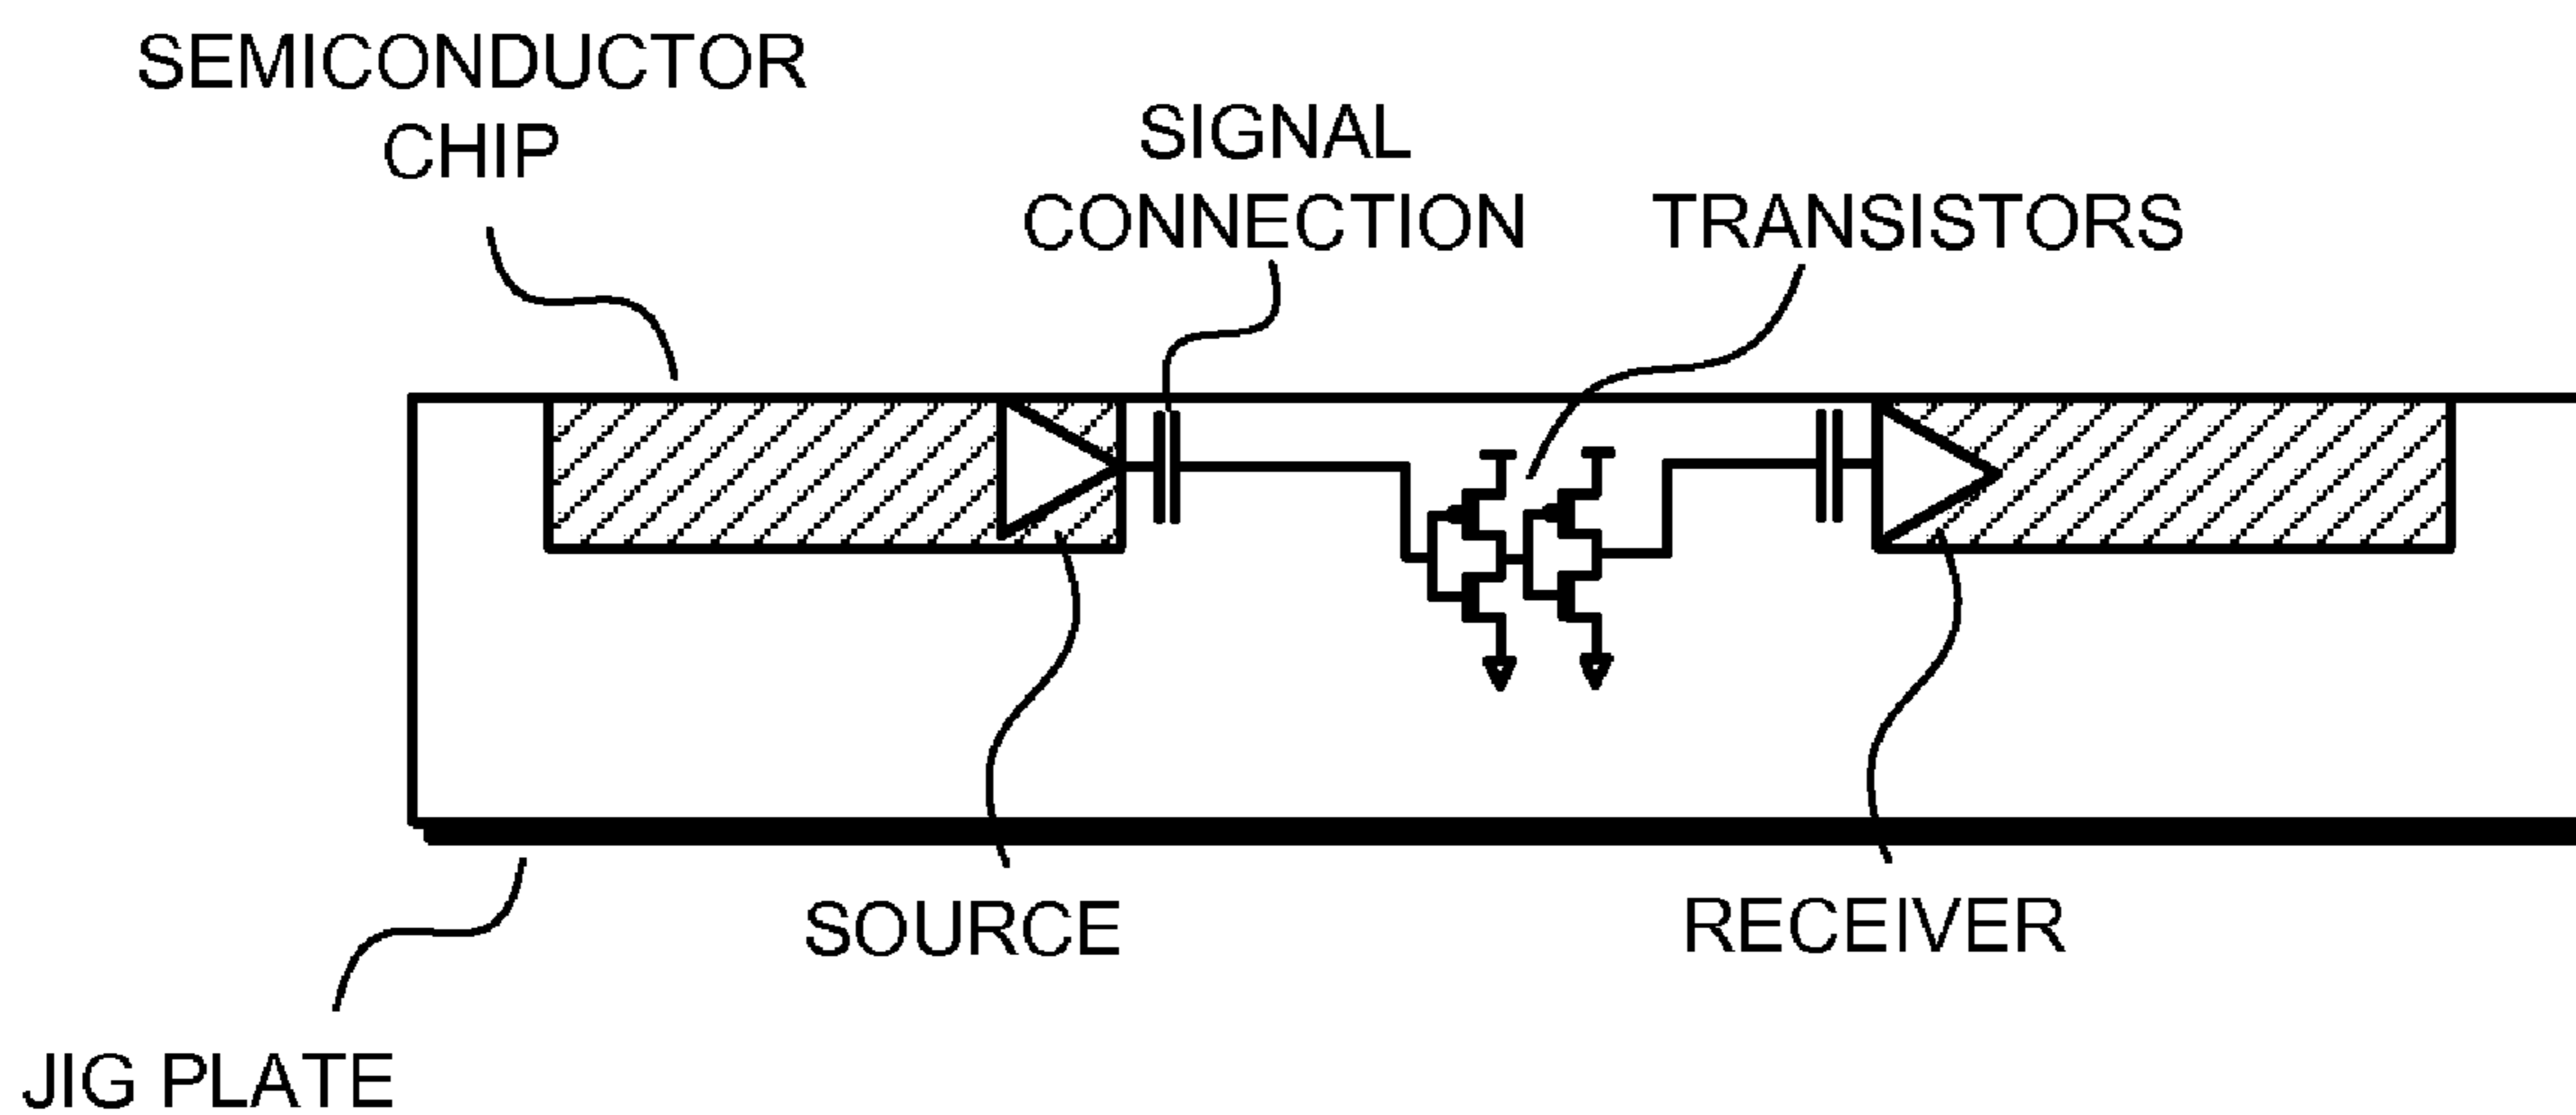 SEMICONDUCTOR
CHIP
SIGNAL
CONNECTION
TRANSISTORS
SOURCE
RECEIVER
JIG PLATE